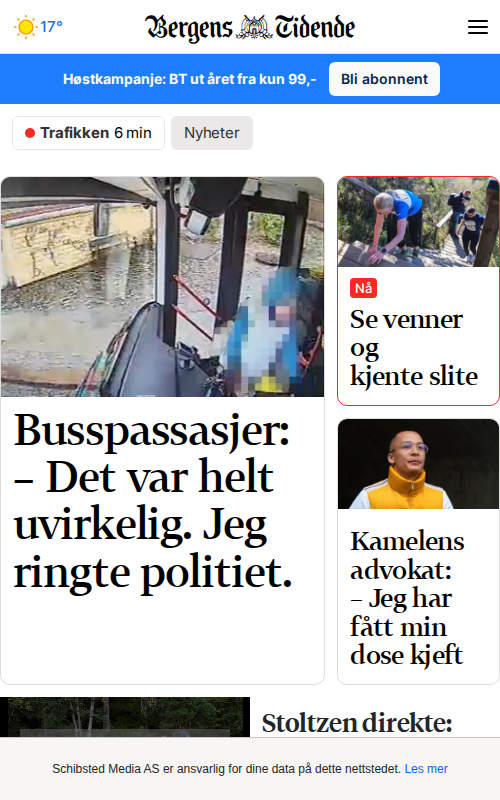 17°
Bergens Tidende
Høstkampanje: BT ut året fra kun 99,-
Bli abonnent
Trafikken 6 min
Nyheter
Busspassasjer:
– Det var helt
uvirkelig. Jeg
ringte politiet.
Nå
Se venner
og
kjente slite
Kamelens
advokat:
– Jeg har
fått min
dose kjeft
Stoltzen direkte:
Schibsted Media AS er ansvarlig for dine data på dette nettstedet. Les mer